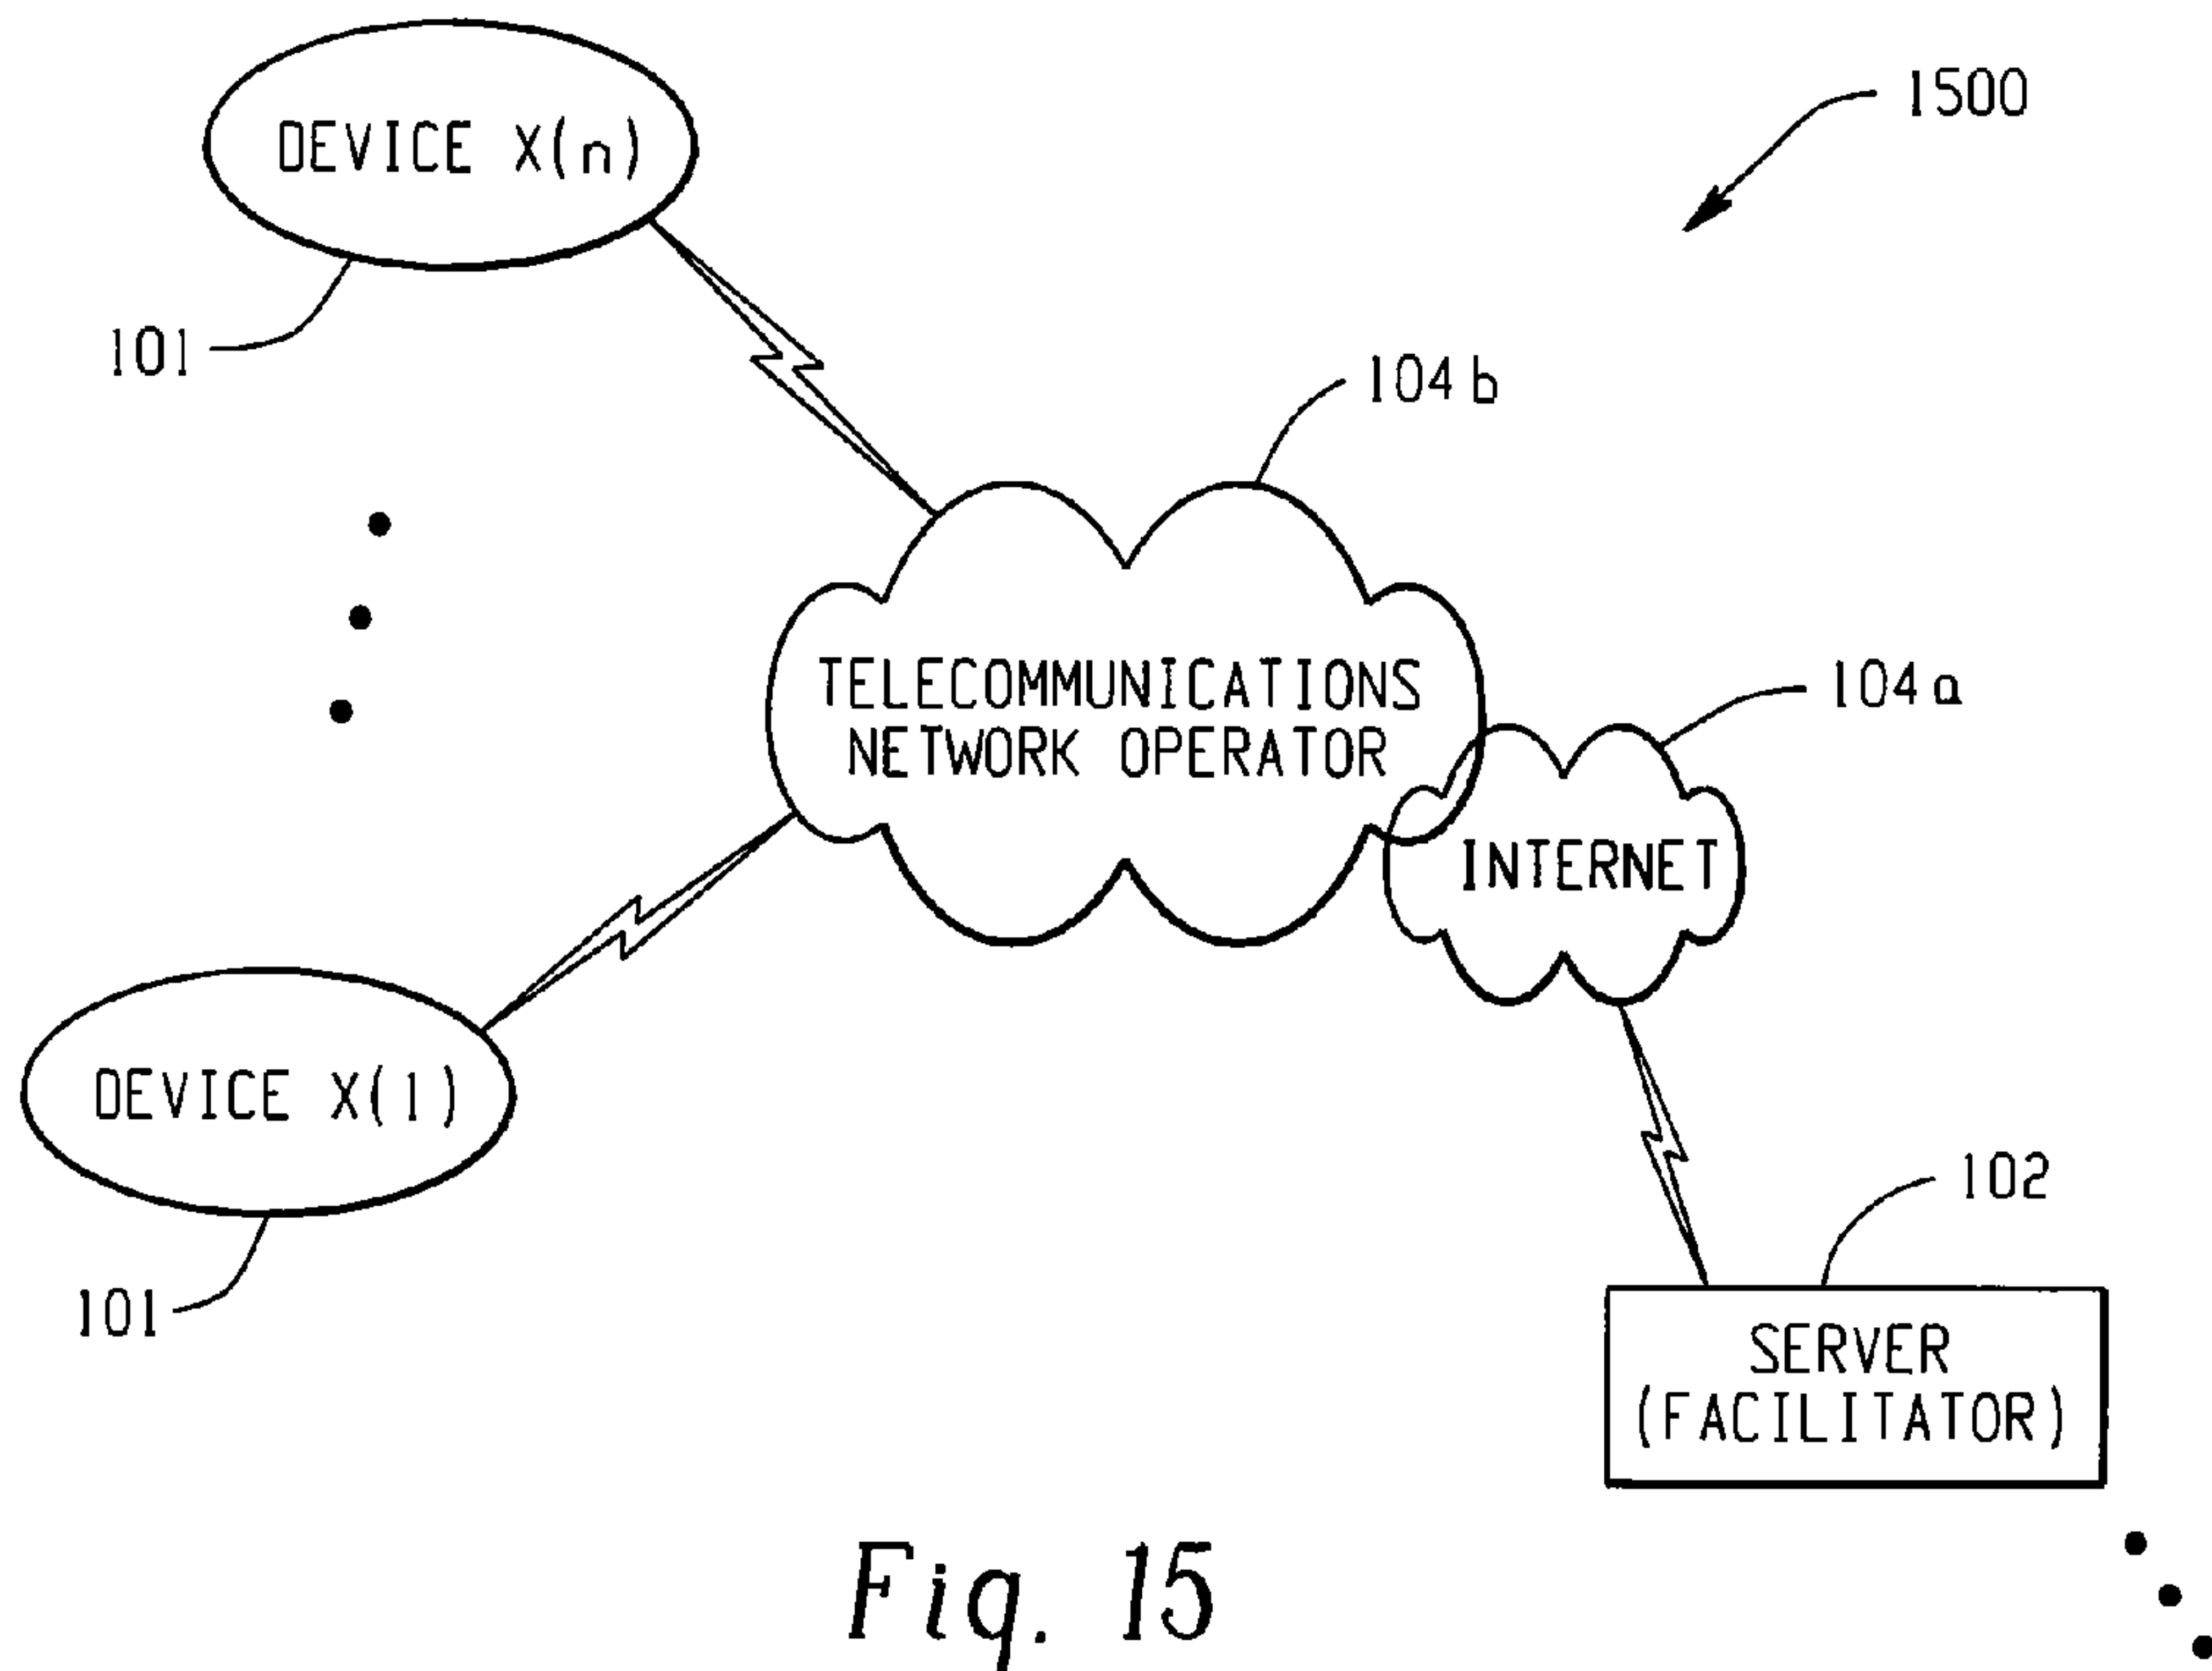 DEVICE X(n)
1500
101
104b
TELECOMMUNICATIONS
NETWORK OPERATOR
104a
INTERNET
DEVICE X(1)
101
102
SERVER
(FACILITATOR)
Fig. 15